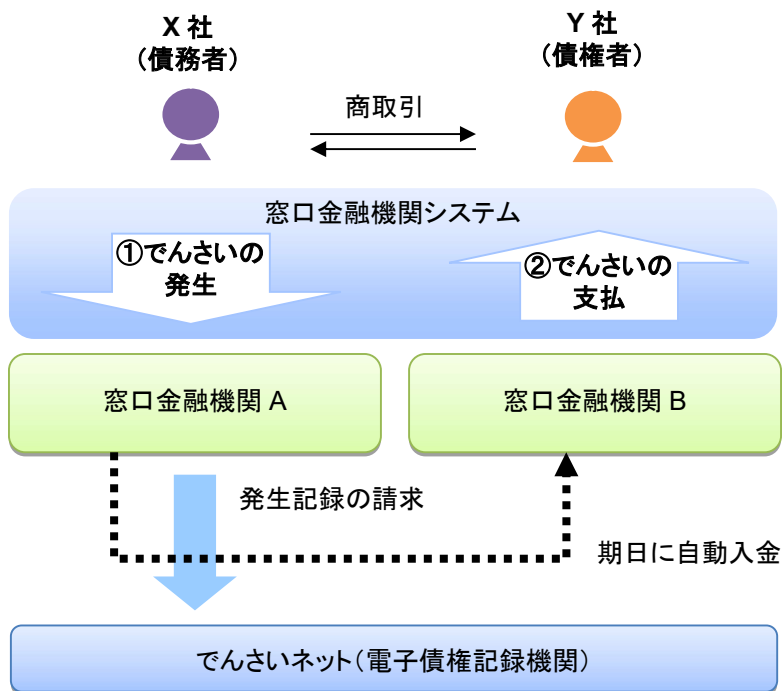 X 社
（債務者）
Y 社
（債権者）
商取引
窓口金融機関システム
①でんさいの
発生
②でんさいの
支払
窓口金融機関 A
窓口金融機関 B
発生記録の請求
期日に自動入金
でんさいネット（電子債権記録機関）